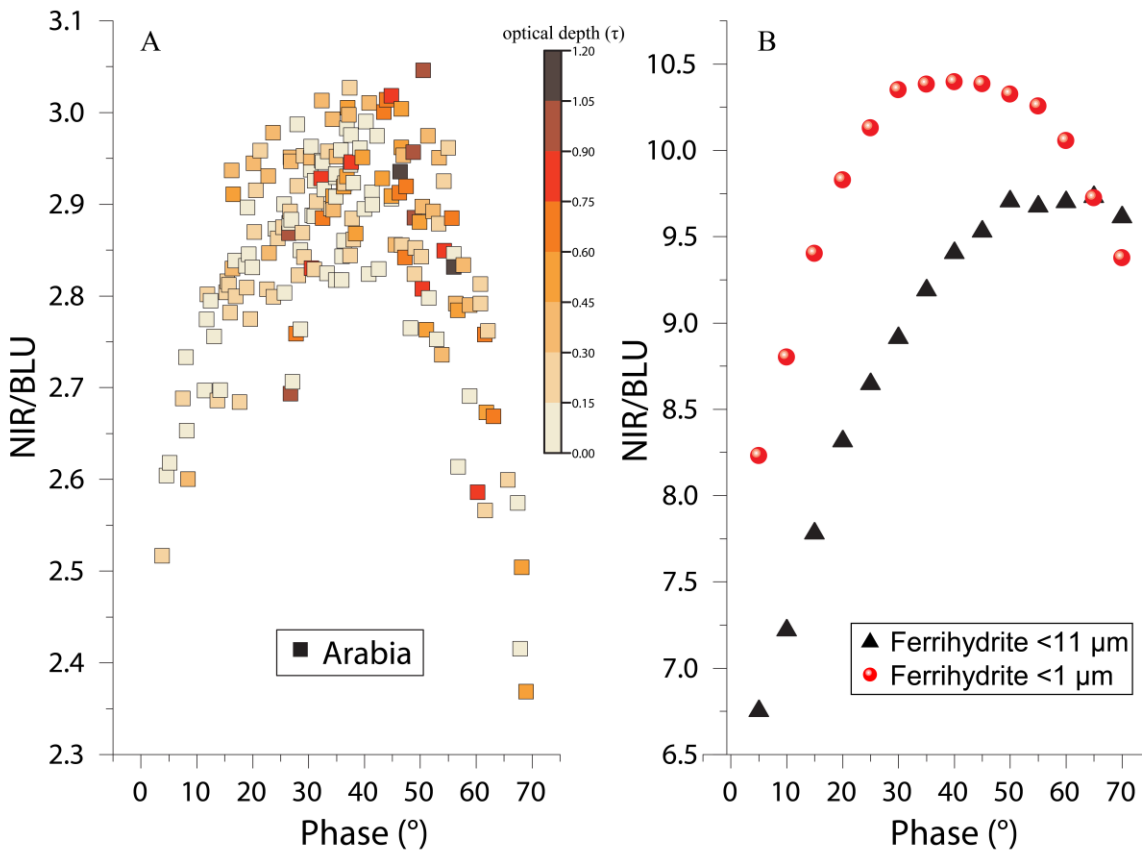 A
optical depth (τ)
1.20
1.05
0.90
0.75
0.60
0.45
0.30
0.15
0.00
NIR/BLU
3.1
3.0
2.9
2.8
2.7
2.6
2.5
2.4
2.3
Arabia
0 10 20 30 40 50 60 70
Phase (°)
B
NIR/BLU
10.5
10.0
9.5
9.0
8.5
8.0
7.5
7.0
6.5
Ferrihydrite <11 μm
Ferrihydrite <1 μm
0 10 20 30 40 50 60 70
Phase (°)